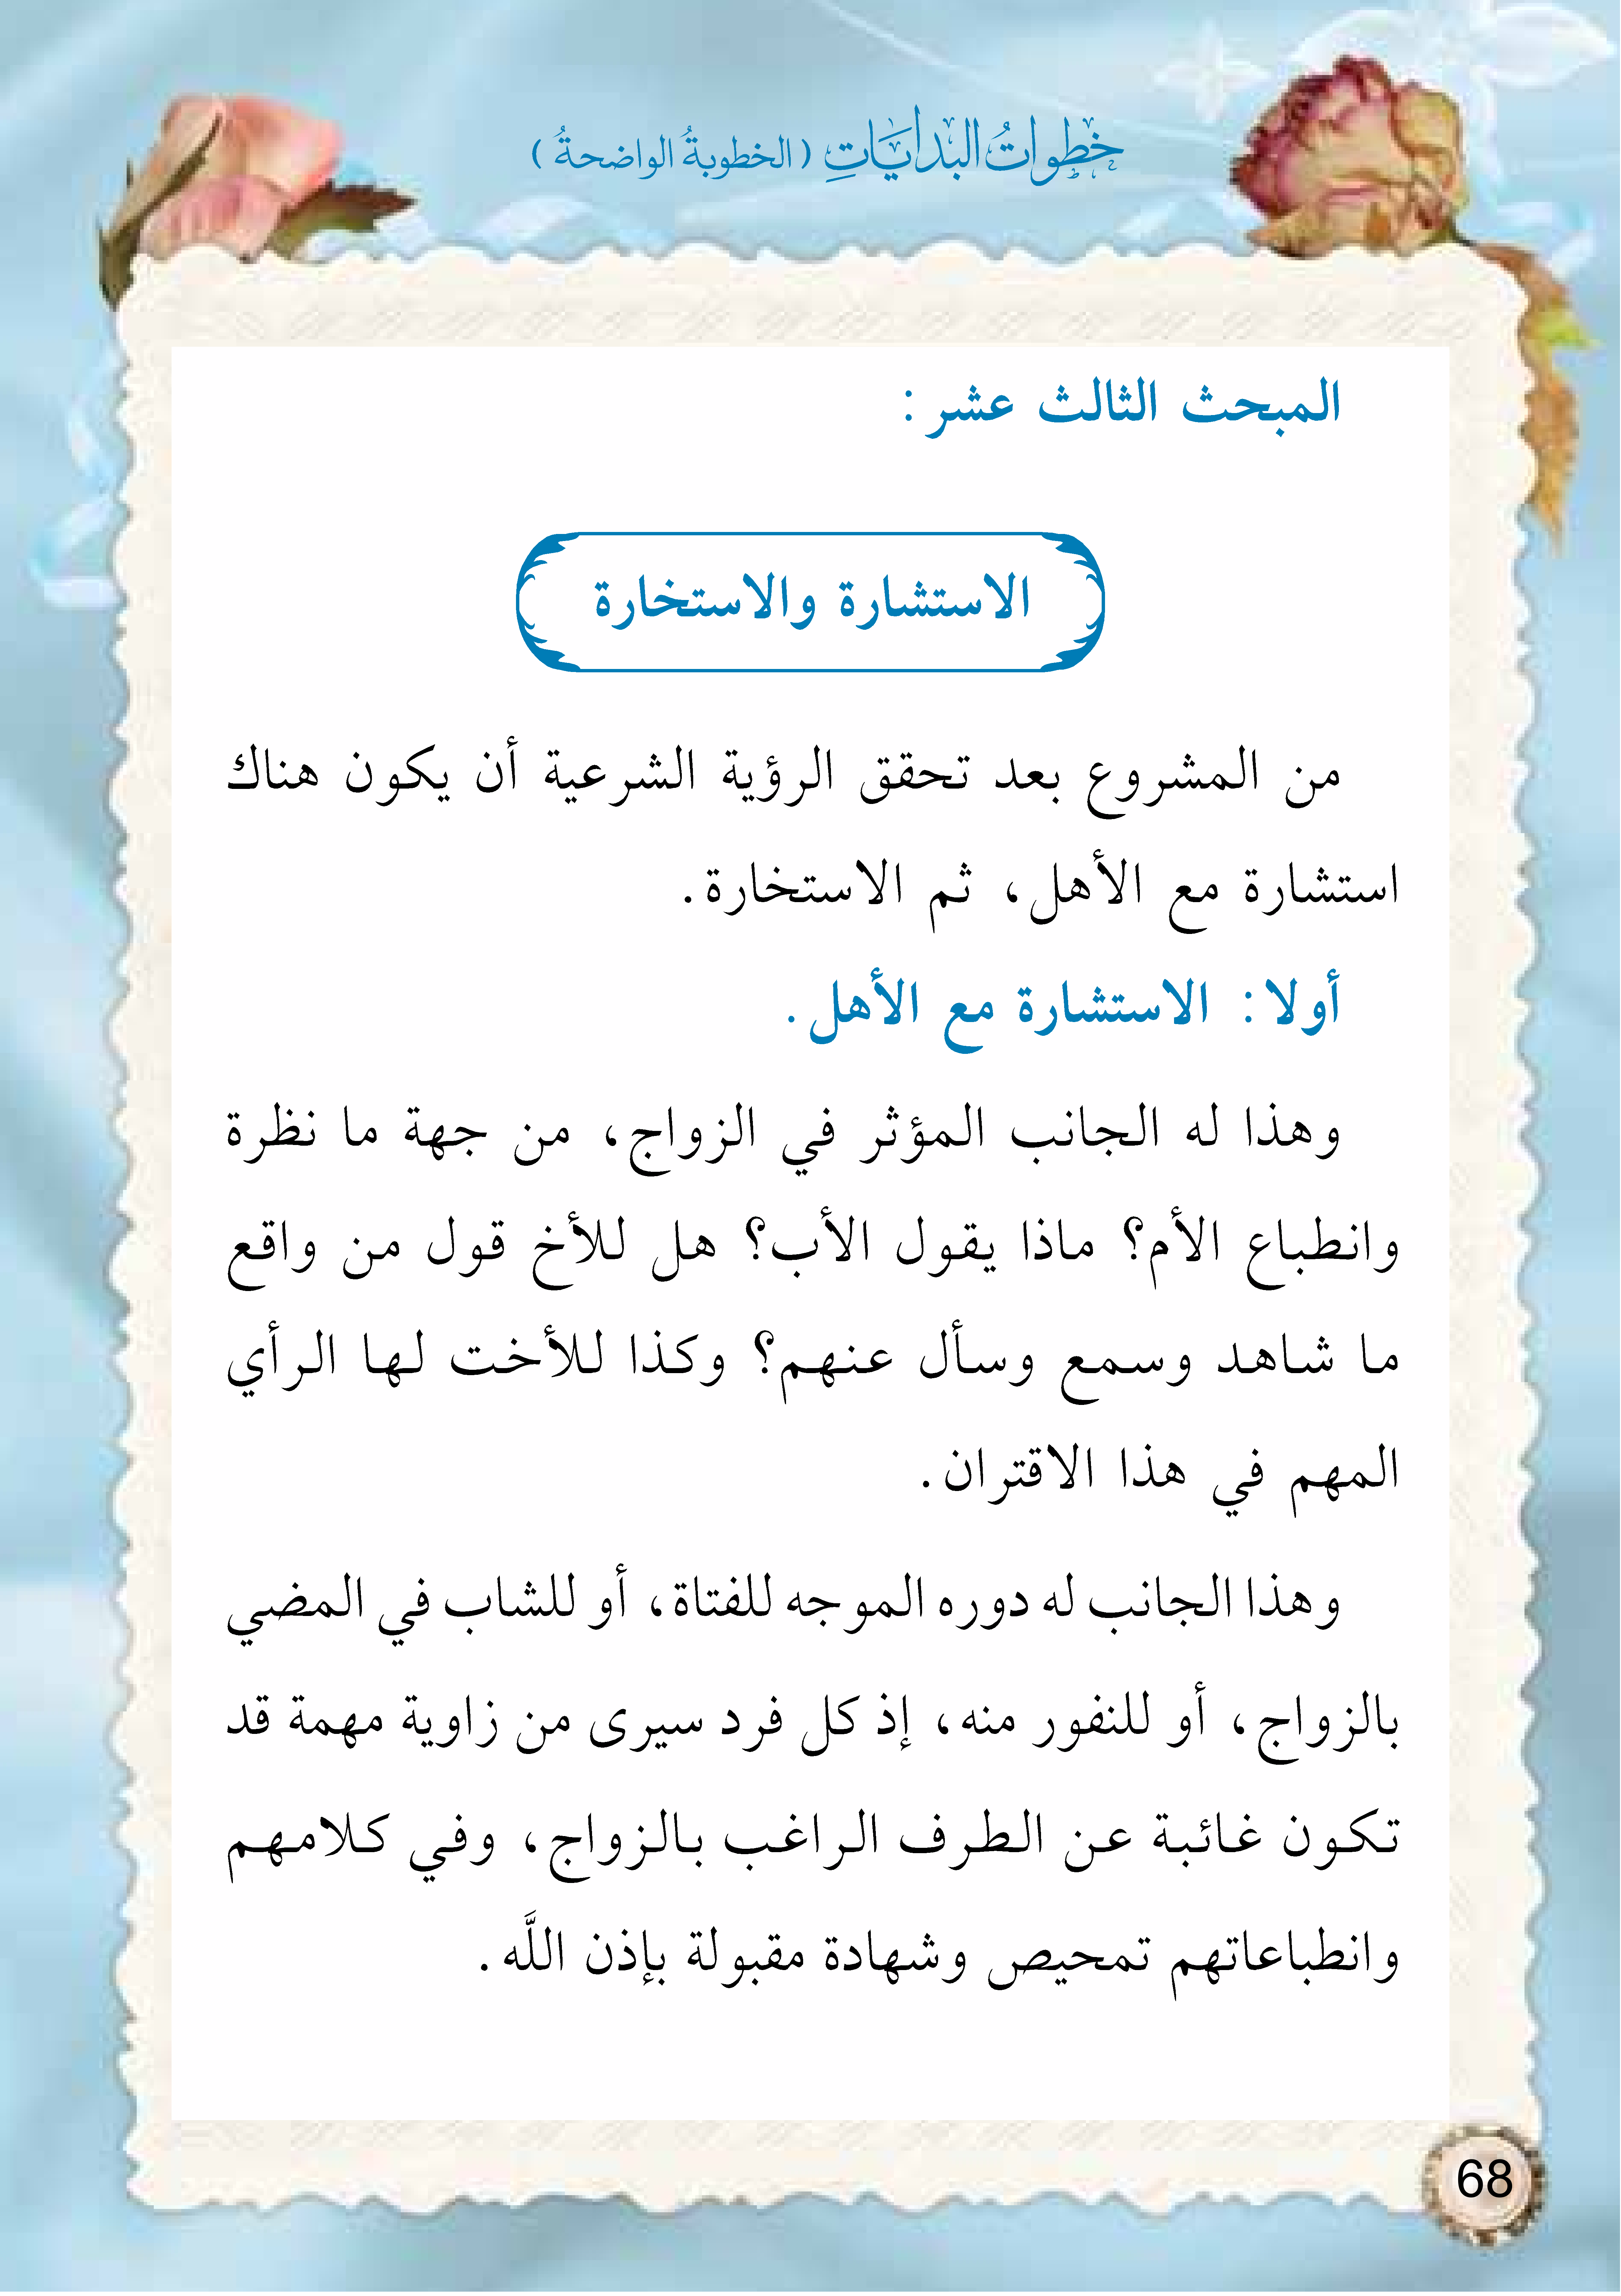 خطوات البدايات (الخطوبةُ الواضحةُ)
المبحث الثالث عشر:
الاستشارة والاستخارة
من المشروع بعد تحقق الرؤية الشرعية أن يكون هناك
استشارة مع الأهل، ثم الاستخارة.
أولا: الاستشارة مع الأهل.
وهذا له الجانب المؤثر في الزواج، من جهة ما نظرة
وانطباع الأم؟ ماذا يقول الأب؟ هل للأخ قول من واقع
ما شاهد وسمع وسأل عنهم؟ وكذا للأخت لها الرأي
المهم في هذا الاقتران.
وهذا الجانب له دوره الموجه للفتاة، أو للشاب في المضي
بالزواج، أو للنفور منه، إذ كل فرد سيرى من زاوية مهمة قد
تكون غائبة عن الطرف الراغب بالزواج، وفي كلامهم
وانطباعاتهم تمحيص وشهادة مقبولة بإذن اللَّه.
68